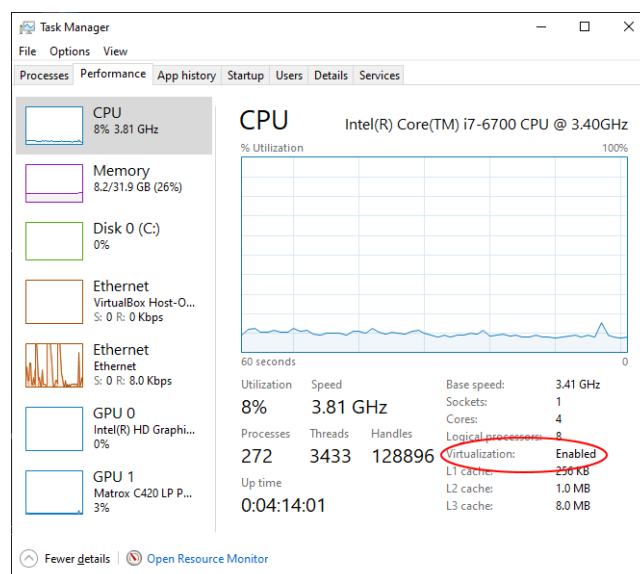 Task Manager
File Options View
Processes Performance App history Startup Users Details Services
CPU
8% 3.81 GHz
Memory
8.2/31.9 GB (26%)
Disk 0 (C:)
0%
Ethernet
VirtualBox Host-O...
S: 0 R: 0 Kbps
Ethernet
Ethernet
S: 0 R: 8.0 Kbps
GPU 0
Intel(R) HD Graphi...
0%
GPU 1
Matrox C420 LP P...
3%
CPU Intel(R) Core(TM) i7-6700 CPU @ 3.40GHz
% Utilization 100%
60 seconds 0
Utilization Speed
8% 3.81 GHz
Processes Threads Handles
272 3433 128896
Up time
0:04:14:01
Base speed: 3.41 GHz
Sockets: 1
Cores: 4
Logical processors: 8
Virtualization: Enabled
L1 cache: 256 KB
L2 cache: 1.0 MB
L3 cache: 8.0 MB
Fewer details Open Resource Monitor